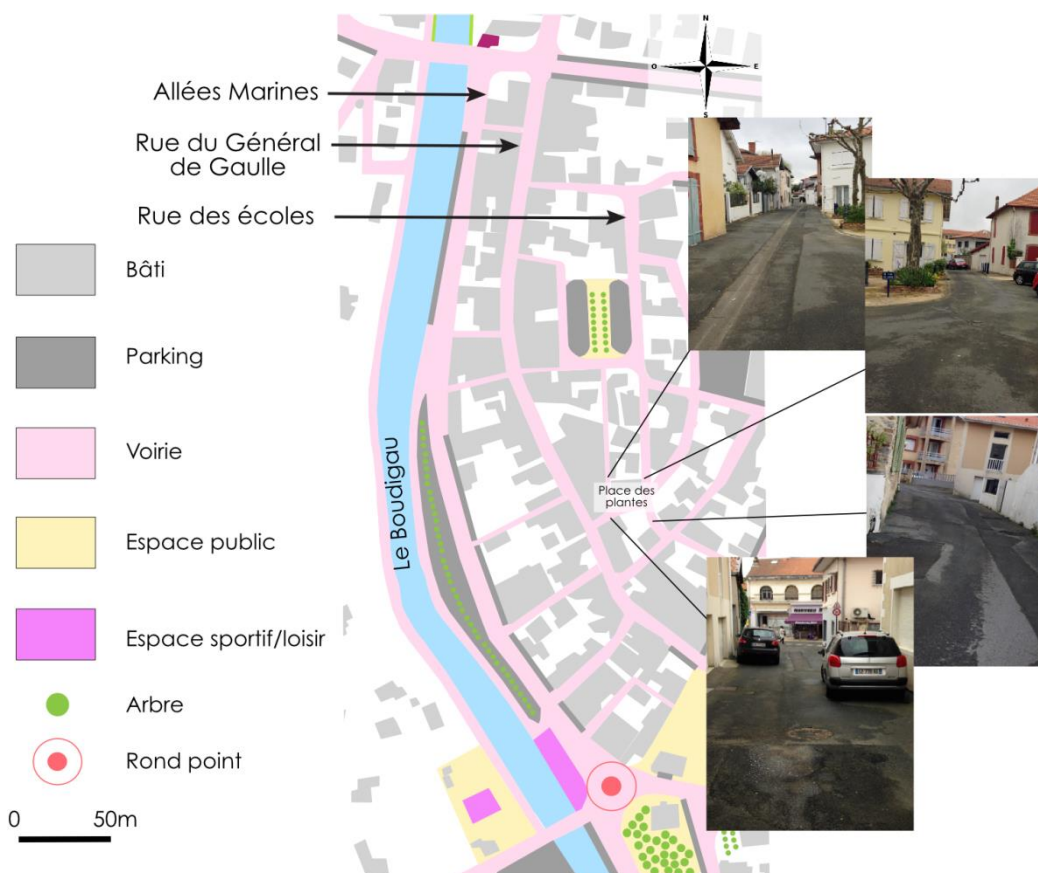 N
O
E
S
Allées Marines
Rue du Général
de Gaulle
Rue des écoles
Bâti
Parking
Voirie
Espace public
Espace sportif/loisir
Arbre
Rond point
0
50m
Le Boudigau
Place des
plantes